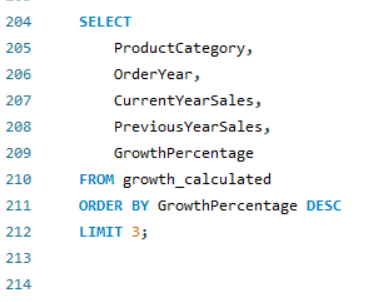 204 SELECT
205 ProductCategory,
206 OrderYear,
207 CurrentYearSales,
208 PreviousYearSales,
209 GrowthPercentage
210 FROM growth_calculated
211 ORDER BY GrowthPercentage DESC
212 LIMIT 3;
213
214